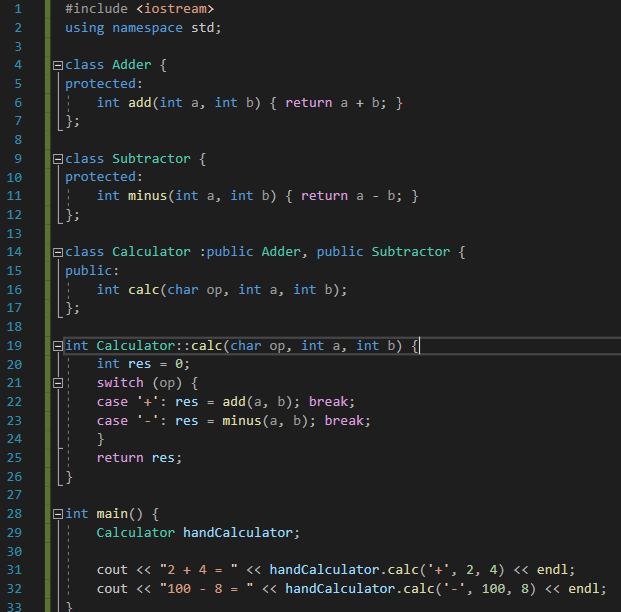 1 #include <iostream>
2 using namespace std;
3
4 class Adder {
5 protected:
6     int add(int a, int b) { return a + b; }
7 };
8
9 class Subtractor {
10 protected:
11     int minus(int a, int b) { return a - b; }
12 };
13
14 class Calculator :public Adder, public Subtractor {
15 public:
16     int calc(char op, int a, int b);
17 };
18
19 int Calculator::calc(char op, int a, int b) {
20     int res = 0;
21     switch (op) {
22     case '+': res = add(a, b); break;
23     case '-': res = minus(a, b); break;
24     }
25     return res;
26 }
27
28 int main() {
29     Calculator handCalculator;
30
31     cout << "2 + 4 = " << handCalculator.calc('+', 2, 4) << endl;
32     cout << "100 - 8 = " << handCalculator.calc('-', 100, 8) << endl;
33 }